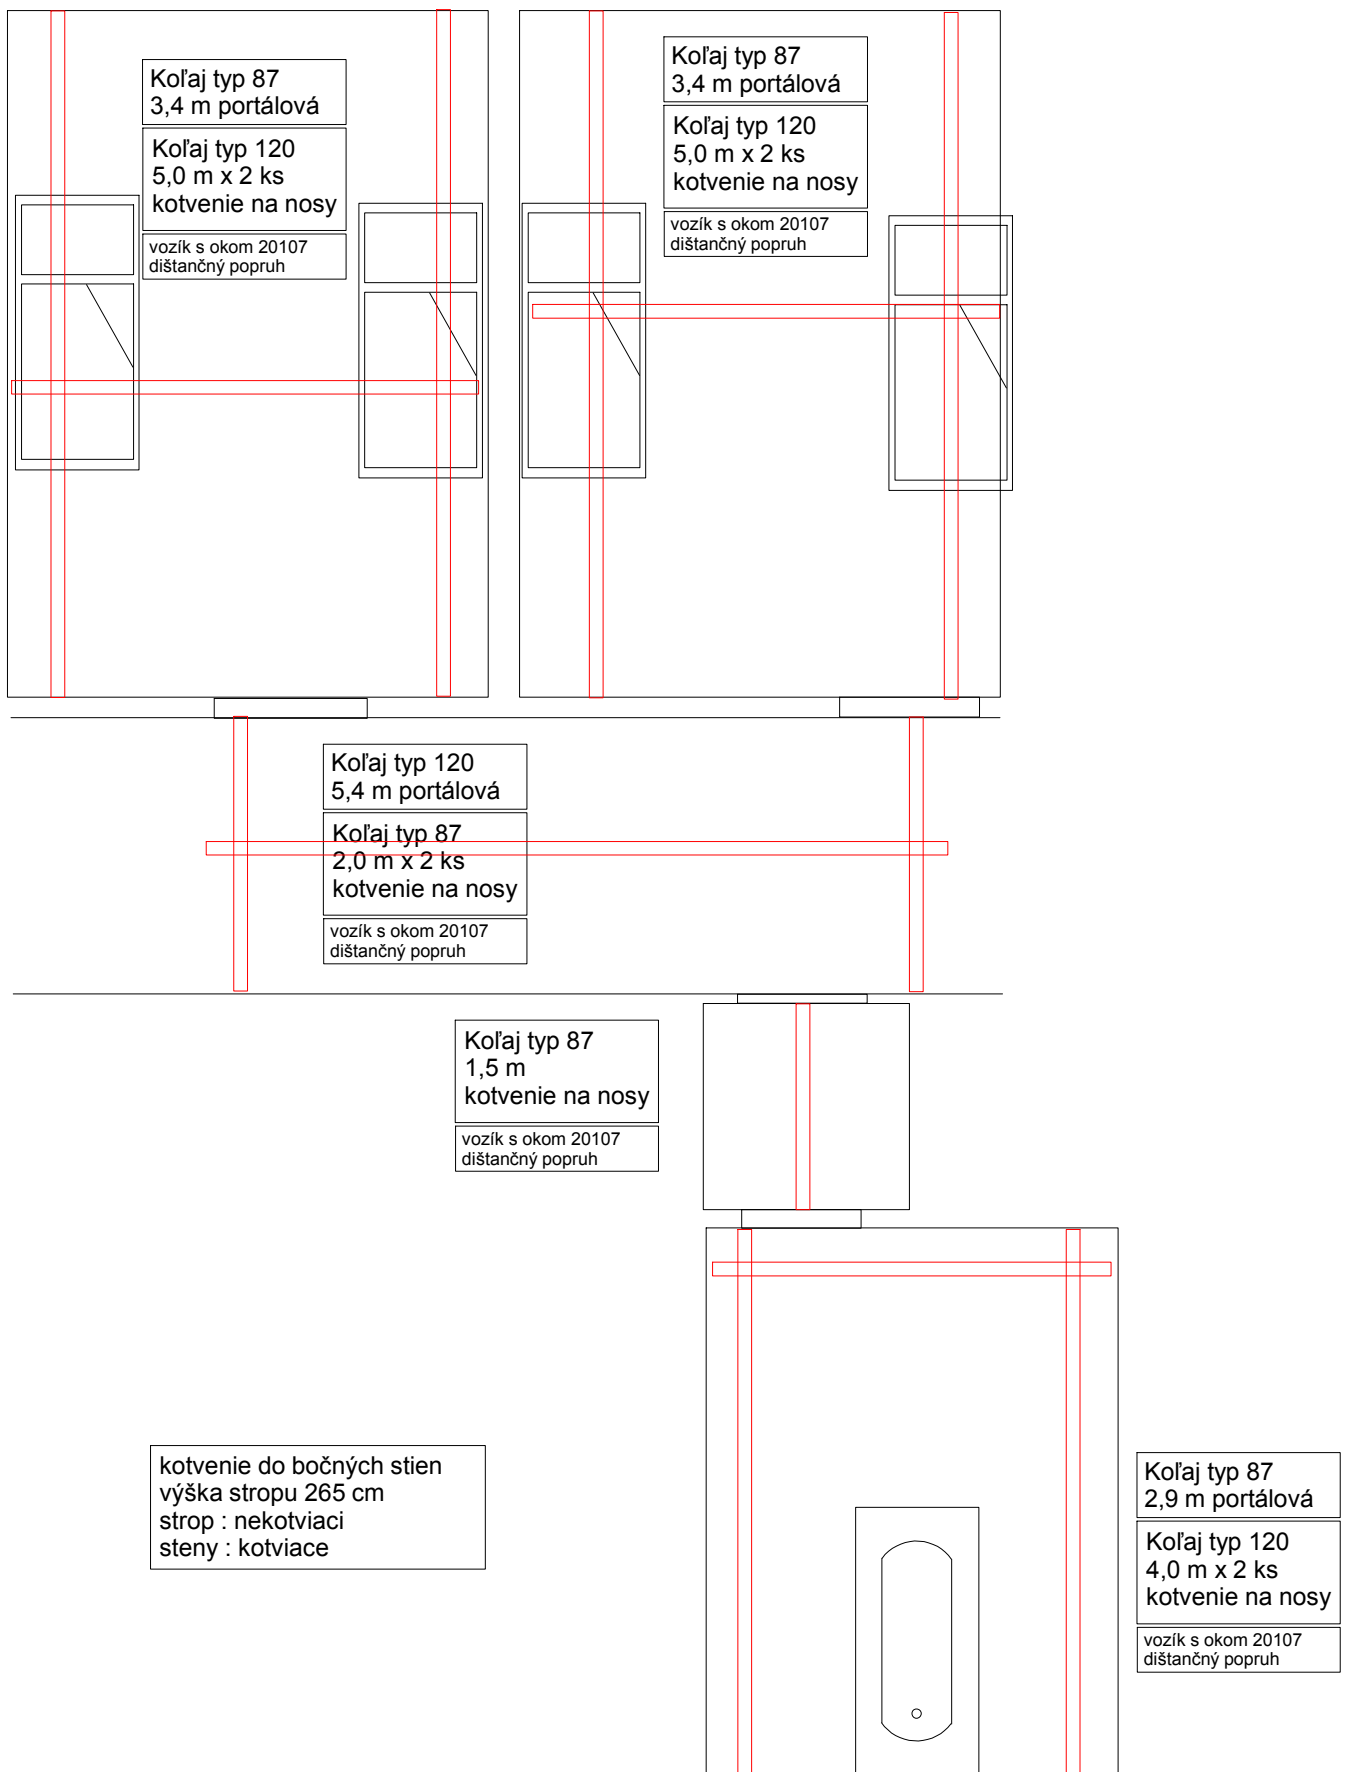 Koľaj typ 87
3,4 m portálová
Koľaj typ 120
5,0 m x 2 ks
kotvenie na nosy
vozík s okom 20107
dištančný popruh
Koľaj typ 87
3,4 m portálová
Koľaj typ 120
5,0 m x 2 ks
kotvenie na nosy
vozík s okom 20107
dištančný popruh
Koľaj typ 120
5,4 m portálová
Koľaj typ 87
2,0 m x 2 ks
kotvenie na nosy
vozík s okom 20107
dištančný popruh
Koľaj typ 87
1,5 m
kotvenie na nosy
vozík s okom 20107
dištančný popruh
kotvenie do bočných stien
výška stropu 265 cm
strop : nekotviaci
steny : kotviace
Koľaj typ 87
2,9 m portálová
Koľaj typ 120
4,0 m x 2 ks
kotvenie na nosy
vozík s okom 20107
dištančný popruh